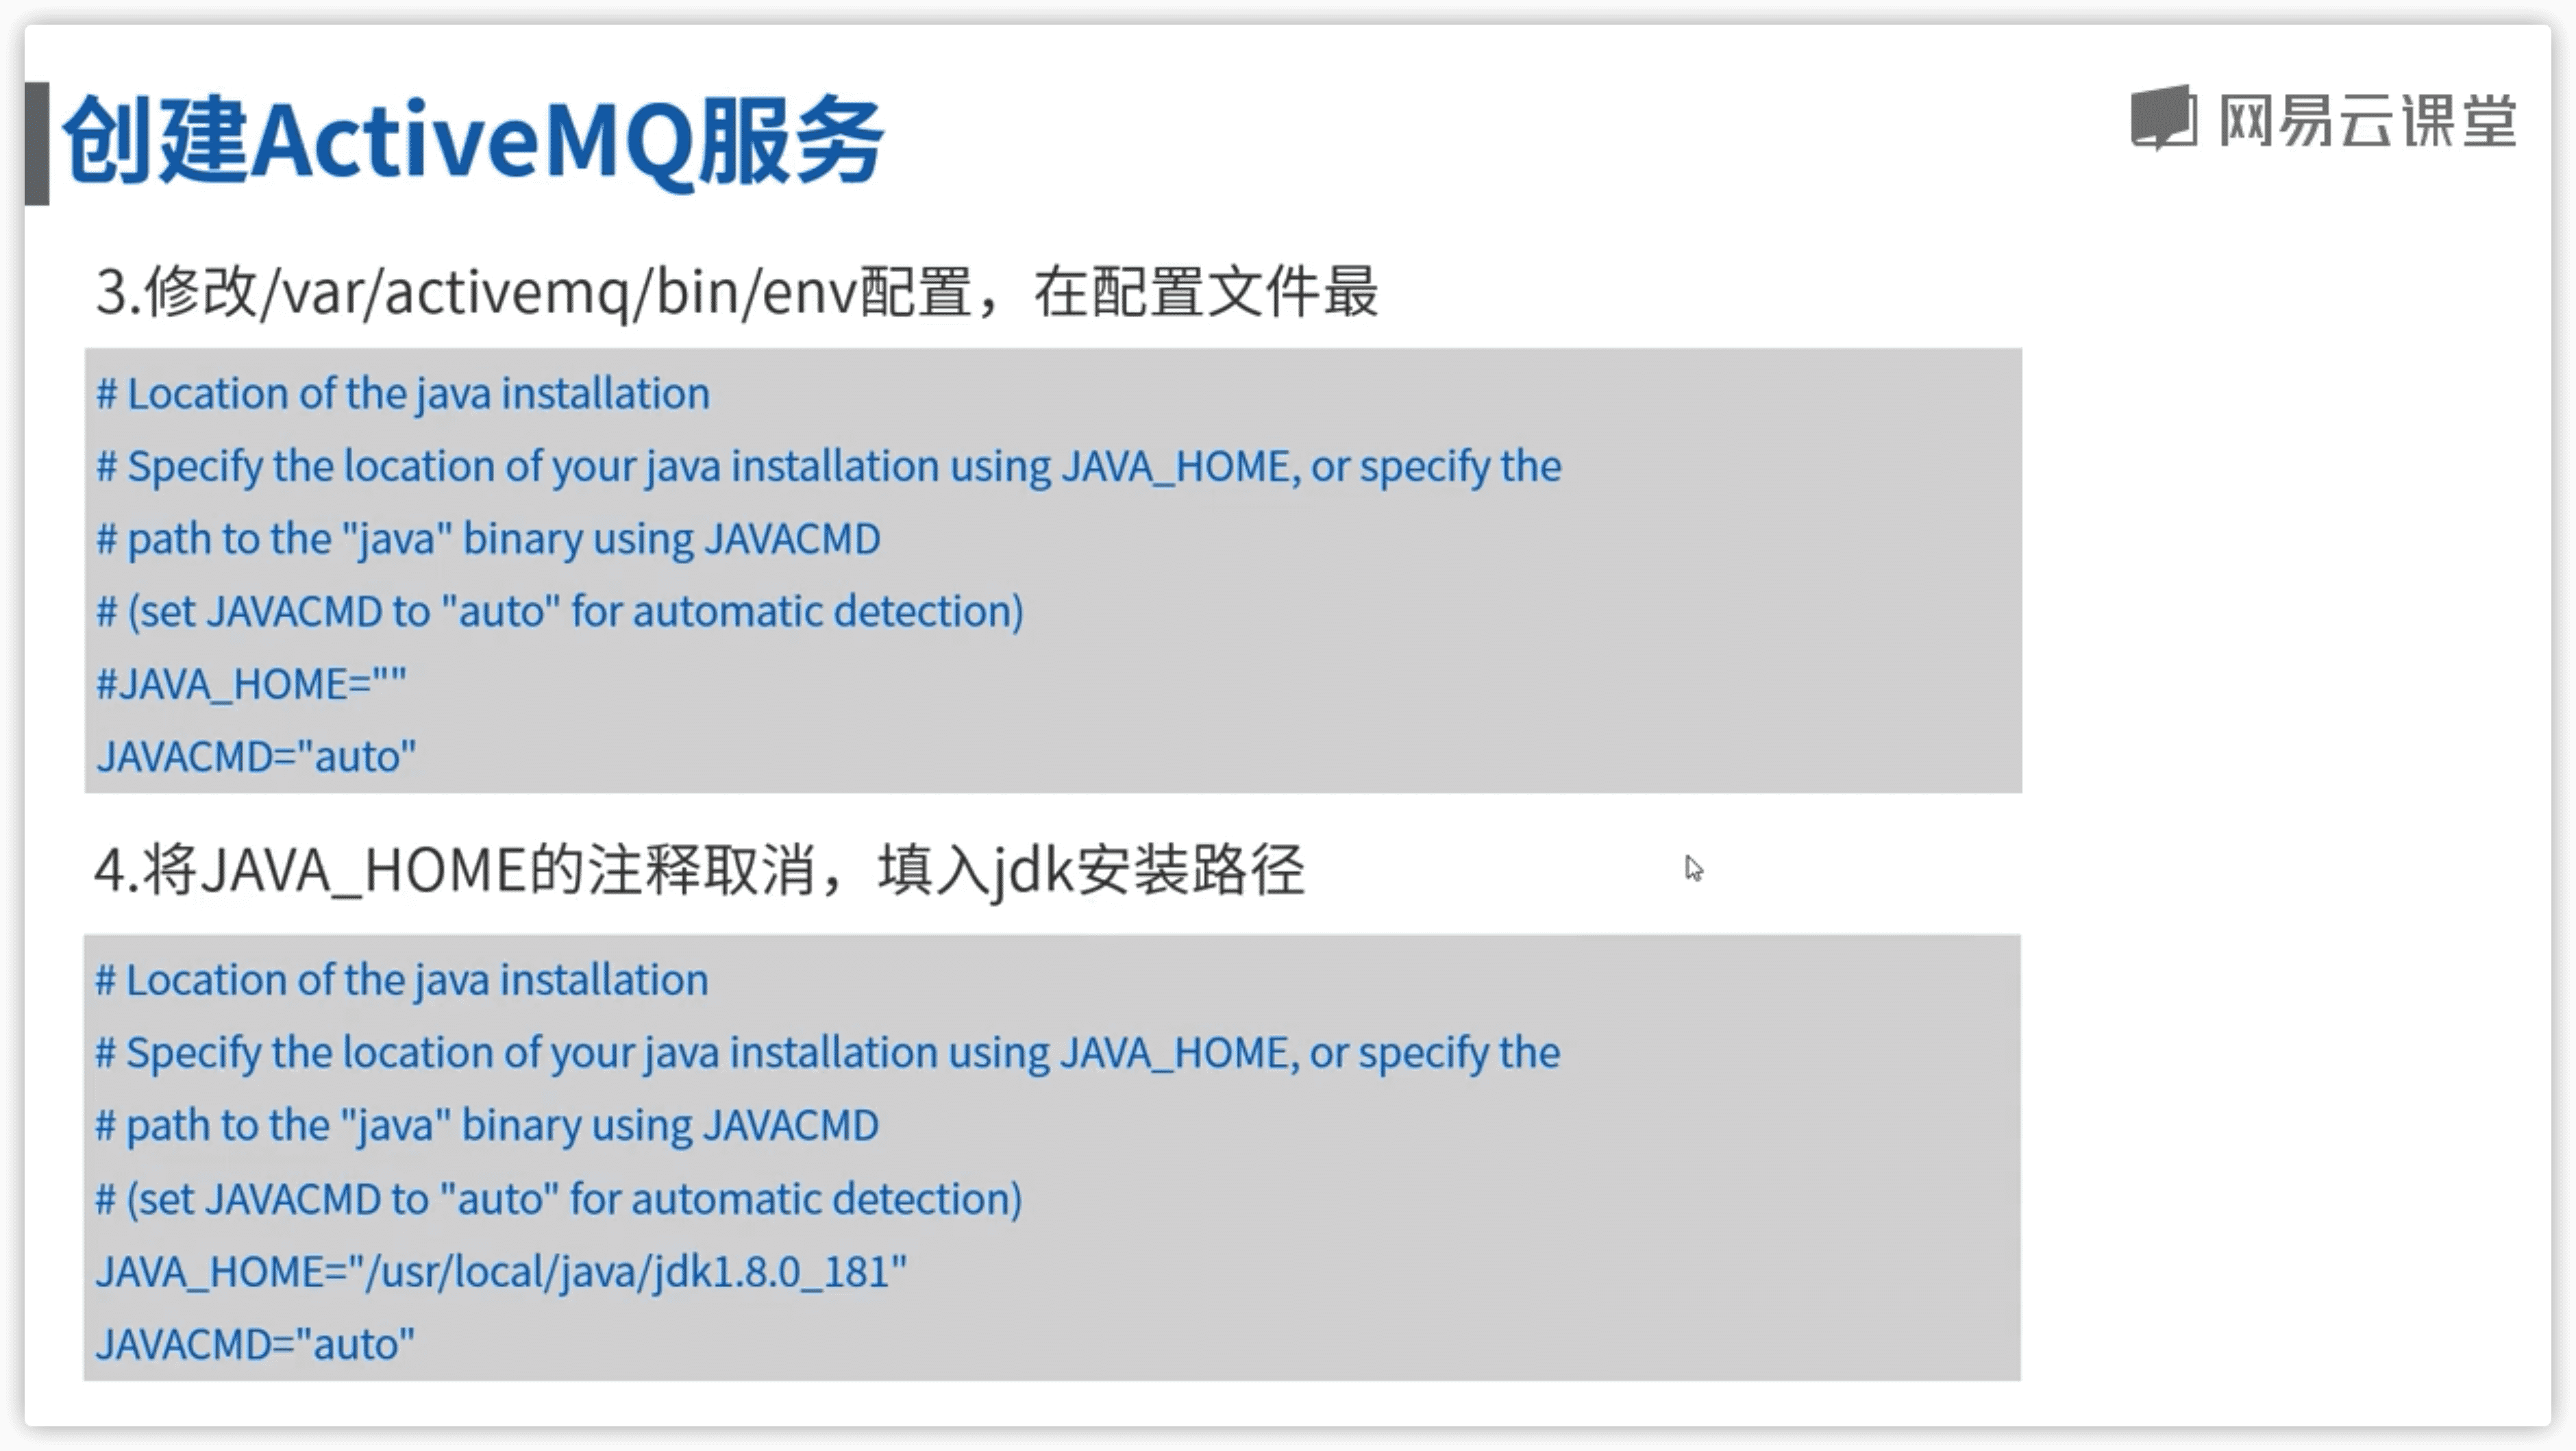 创建ActiveMQ服务
网易云课堂
3.修改/var/activemq/bin/env配置，在配置文件最
# Location of the java installation
# Specify the location of your java installation using JAVA_HOME, or specify the
# path to the "java" binary using JAVACMD
# (set JAVACMD to "auto" for automatic detection)
#JAVA_HOME=""
JAVACMD="auto"
4.将JAVA_HOME的注释取消，填入jdk安装路径
# Location of the java installation
# Specify the location of your java installation using JAVA_HOME, or specify the
# path to the "java" binary using JAVACMD
# (set JAVACMD to "auto" for automatic detection)
JAVA_HOME="/usr/local/java/jdk1.8.0_181"
JAVACMD="auto"